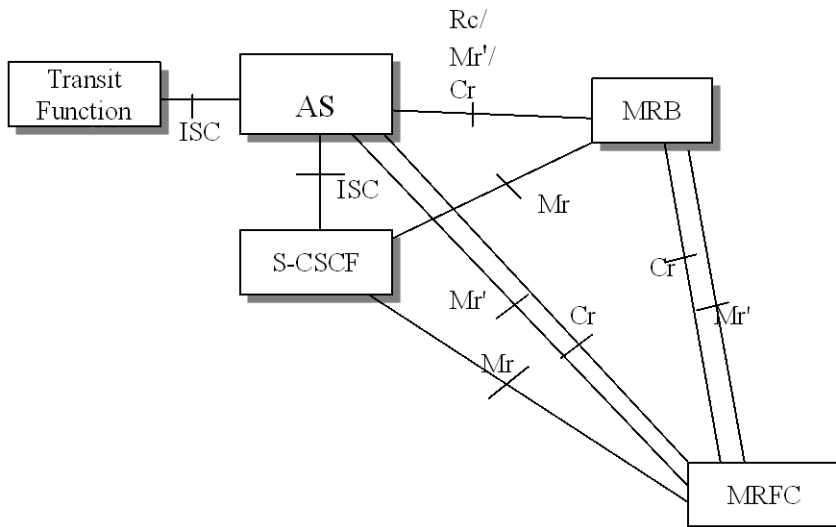 Rc/
Mr'/
Cr
Transit
Function
AS
MRB
ISC
ISC
Mr
S-CSCF
Cr
Mr'
Cr
Mr'
Mr
MRFC